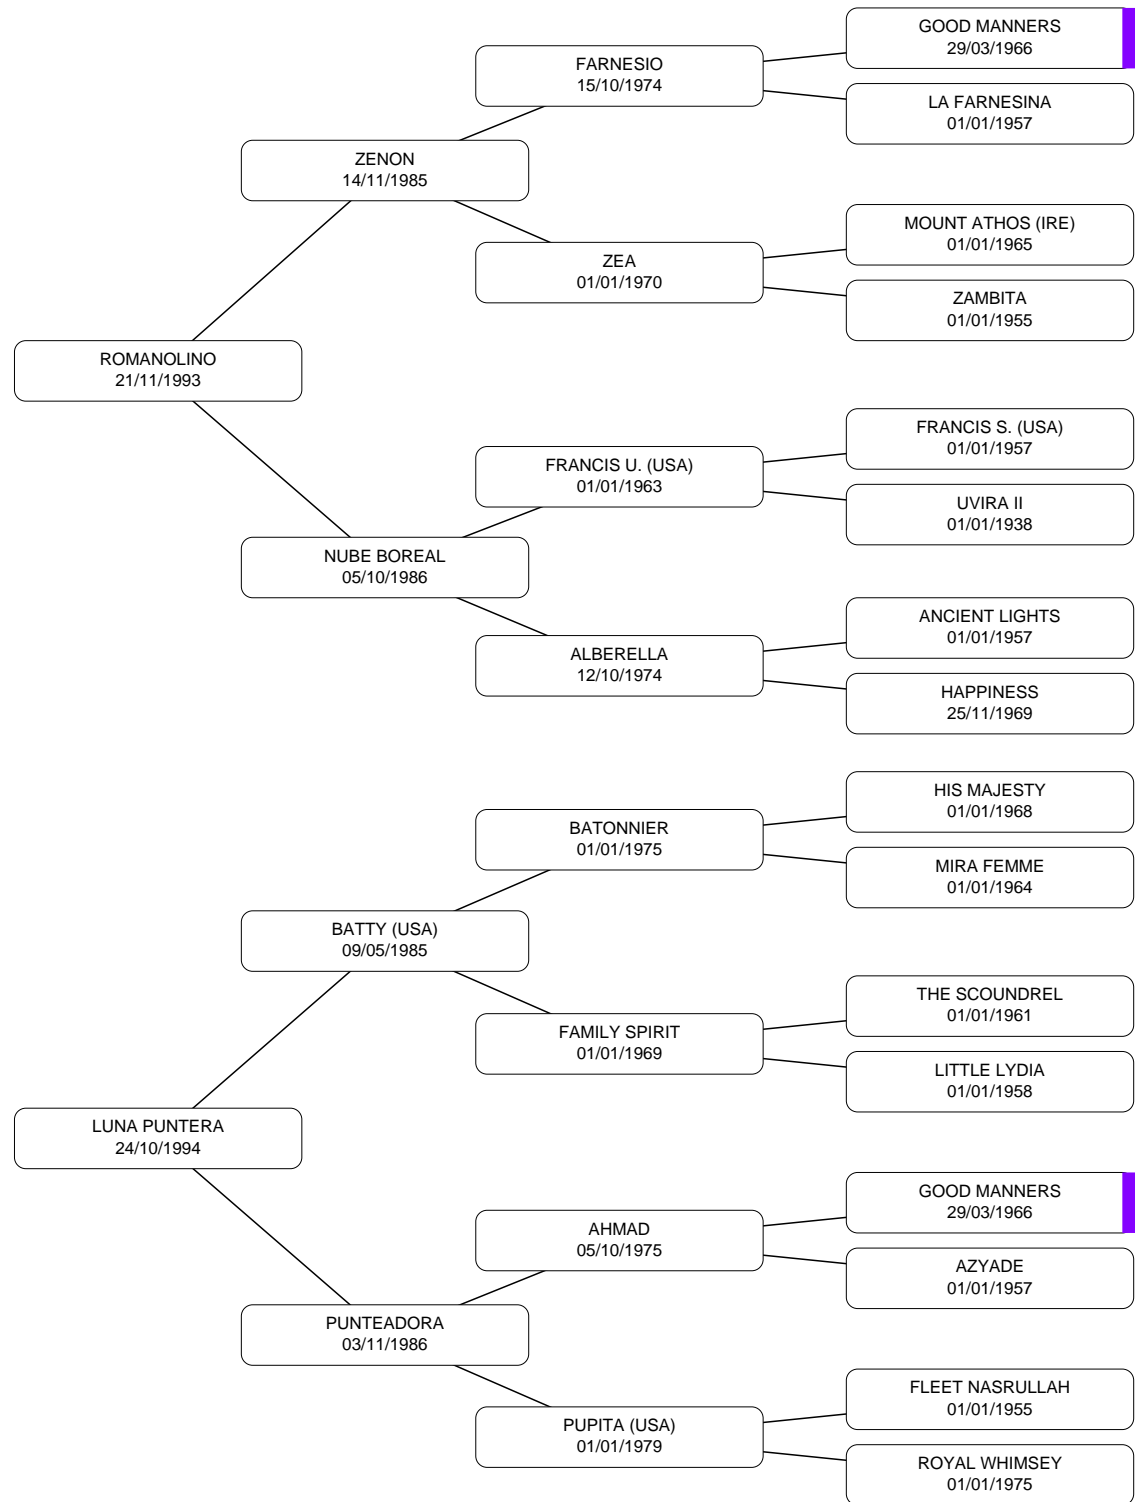 GOOD MANNERS
29/03/1966
FARNESIO
15/10/1974
LA FARNESINA
01/01/1957
ZENON
14/11/1985
MOUNT ATHOS (IRE)
01/01/1965
ZEA
01/01/1970
ZAMBITA
01/01/1955
ROMANOLINO
21/11/1993
FRANCIS S. (USA)
01/01/1957
FRANCIS U. (USA)
01/01/1963
UVIRA II
01/01/1938
NUBE BOREAL
05/10/1986
ANCIENT LIGHTS
01/01/1957
ALBERELLA
12/10/1974
HAPPINESS
25/11/1969
HIS MAJESTY
01/01/1968
BATONNIER
01/01/1975
MIRA FEMME
01/01/1964
BATTY (USA)
09/05/1985
THE SCOUNDREL
01/01/1961
FAMILY SPIRIT
01/01/1969
LITTLE LYDIA
01/01/1958
LUNA PUNTERA
24/10/1994
GOOD MANNERS
29/03/1966
AHMAD
05/10/1975
AZYADE
01/01/1957
PUNTEADORA
03/11/1986
FLEET NASRULLAH
01/01/1955
PUPITA (USA)
01/01/1979
ROYAL WHIMSEY
01/01/1975